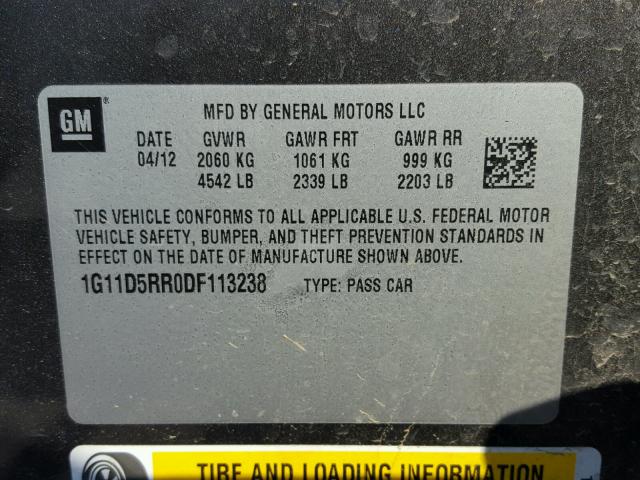 GM ®
MFD BY GENERAL MOTORS LLC
DATE GVWR GAWR FRT GAWR RR
04/12 2060 KG 1061 KG 999 KG
4542 LB 2339 LB 2203 LB
THIS VEHICLE CONFORMS TO ALL APPLICABLE U.S. FEDERAL MOTOR
VEHICLE SAFETY, BUMPER, AND THEFT PREVENTION STANDARDS IN
EFFECT ON THE DATE OF MANUFACTURE SHOWN ABOVE.
1G11D5RR0DF113238 TYPE: PASS CAR
TIRE AND LOADING INFORMATION